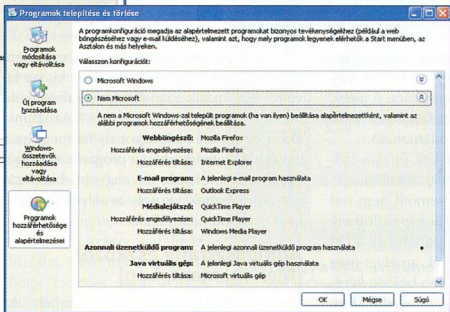 Programok telepítése és törlése
Programok
módosítása
vagy eltávolítása
Új program
hozzáadása
Windows-
összetevők
hozzáadása
vagy
eltávolítása
Programok
hozzáférhetősége
és
alapértelmezései
A programkonfiguráció megadja az alapértelmezett programokat bizonyos tevékenységekhez (például a web
böngészéséhez vagy e-mail küldéséhez), valamint azt, hogy mely programok legyenek elérhetők a Start menüben, az
Asztalon és más helyeken.
Válasszon konfigurációt:
Microsoft Windows
Nem Microsoft
A nem a Microsoft Windows-zal települt programok (ha van ilyen) beállítása alapértelmezettként, valamint az
alábbi programok hozzáférhetőségének beállítása.
Webböngésző: Mozilla Firefox
Hozzáférés engedélyezése: Mozilla Firefox
Hozzáférés tiltása: Internet Explorer
E-mail program: A jelenlegi e-mail program használata
Hozzáférés tiltása: Outlook Express
Médialejátszó: QuickTime Player
Hozzáférés engedélyezése: QuickTime Player
Hozzáférés tiltása: Windows Media Player
Azonnali üzenetküldő program: A jelenlegi azonnali üzenetküldő program használata
Java virtuális gép: A jelenlegi Java virtuális gép használata
Hozzáférés tiltása: Microsoft virtuális gép
OK Mégse Súgó